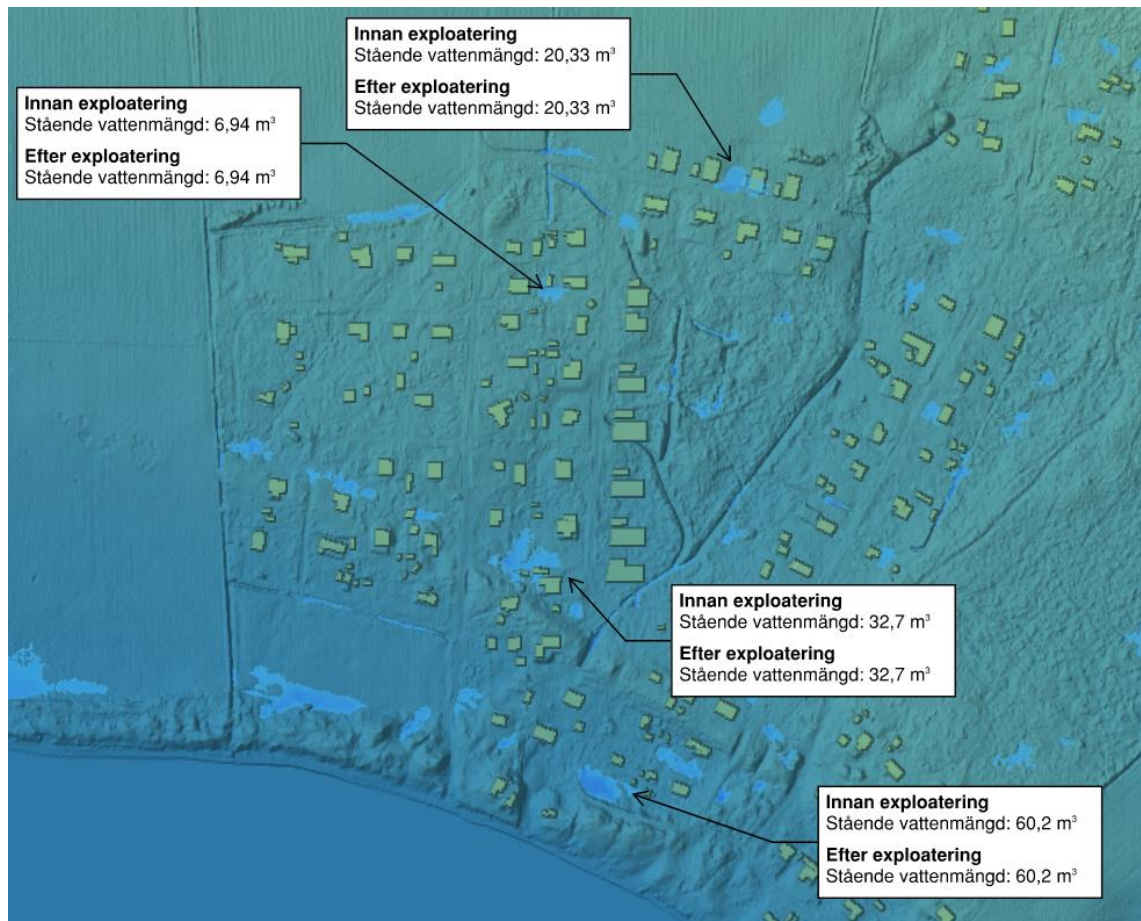 Innan exploatering
Stående vattenmängd: 20,33 m³
Efter exploatering
Stående vattenmängd: 20,33 m³
Innan exploatering
Stående vattenmängd: 6,94 m³
Efter exploatering
Stående vattenmängd: 6,94 m³
Innan exploatering
Stående vattenmängd: 32,7 m³
Efter exploatering
Stående vattenmängd: 32,7 m³
Innan exploatering
Stående vattenmängd: 60,2 m³
Efter exploatering
Stående vattenmängd: 60,2 m³